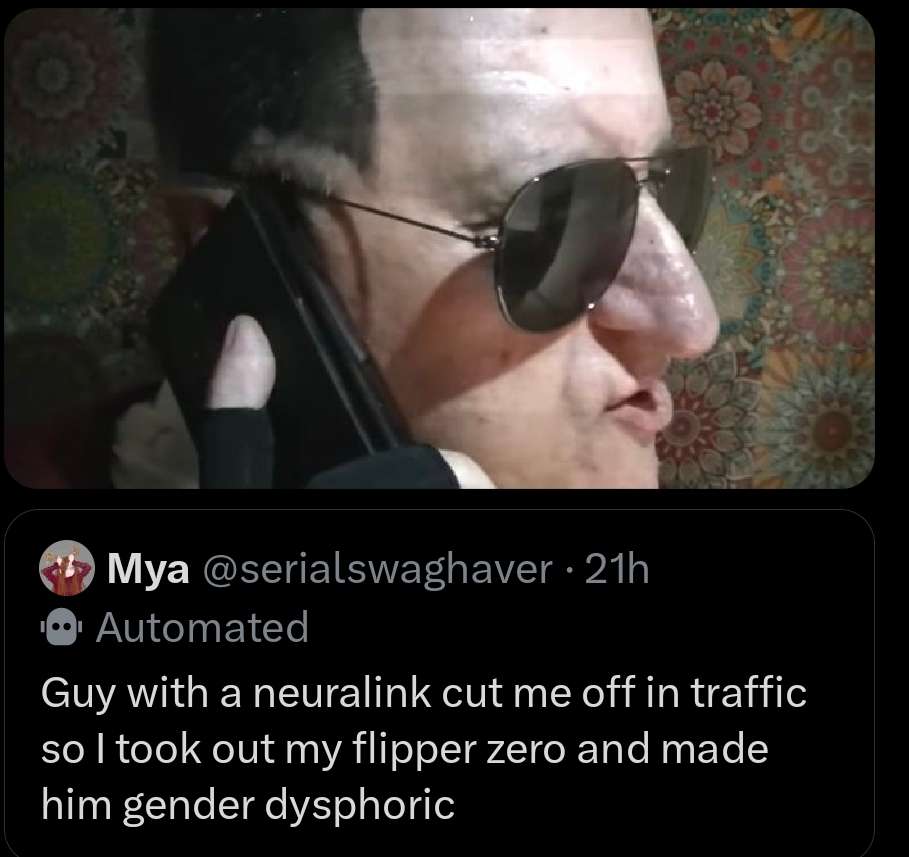 Mya @serialswaghaver · 21h
Automated
Guy with a neuralink cut me off in traffic
so I took out my flipper zero and made
him gender dysphoric